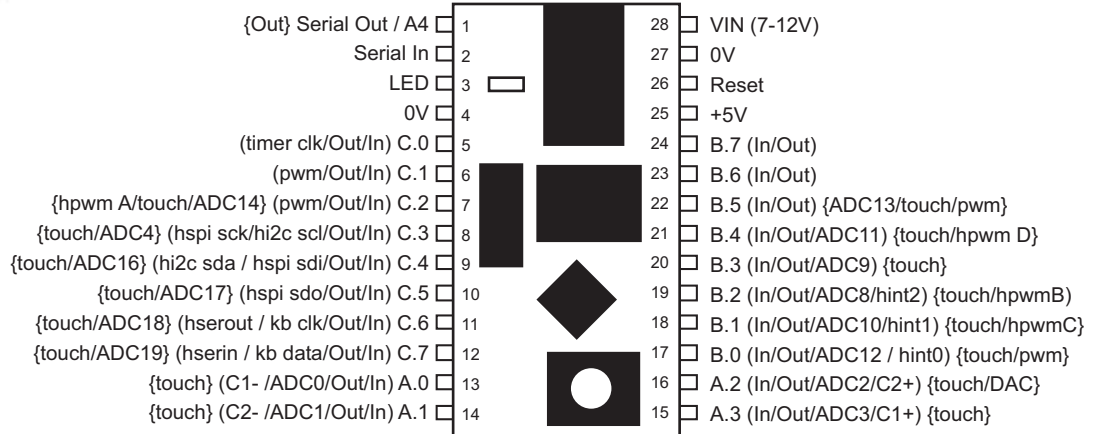 {Out} Serial Out / A4 1 28 VIN (7-12V)
Serial In 2 27 0V
LED 3 26 Reset
0V 4 25 +5V
(timer clk/Out/In) C.0 5 24 B.7 (In/Out)
(pwm/Out/In) C.1 6 23 B.6 (In/Out)
{hpwm A/touch/ADC14} (pwm/Out/In) C.2 7 22 B.5 (In/Out) {ADC13/touch/pwm}
{touch/ADC4} (hspi sck/hi2c scl/Out/In) C.3 8 21 B.4 (In/Out/ADC11) {touch/hpwm D}
{touch/ADC16} (hi2c sda / hspi sdi/Out/In) C.4 9 20 B.3 (In/Out/ADC9) {touch}
{touch/ADC17} (hspi sdo/Out/In) C.5 10 19 B.2 (In/Out/ADC8/hint2) {touch/hpwmB)
{touch/ADC18} (hserout / kb clk/Out/In) C.6 11 18 B.1 (In/Out/ADC10/hint1) {touch/hpwmC}
{touch/ADC19} (hserin / kb data/Out/In) C.7 12 17 B.0 (In/Out/ADC12 / hint0) {touch/pwm}
{touch} (C1- /ADC0/Out/In) A.0 13 16 A.2 (In/Out/ADC2/C2+) {touch/DAC}
{touch} (C2- /ADC1/Out/In) A.1 14 15 A.3 (In/Out/ADC3/C1+) {touch}